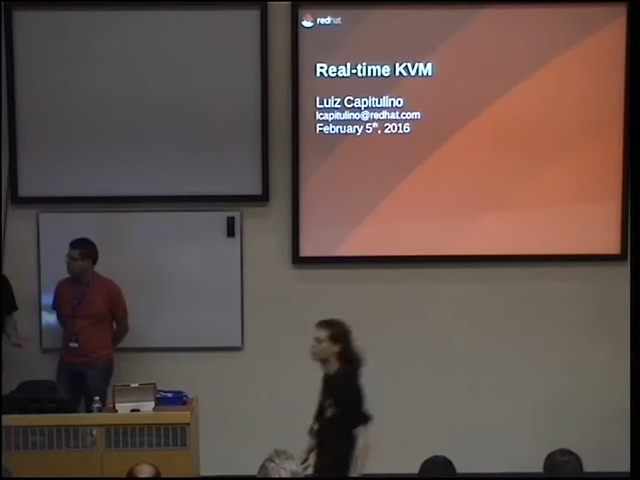 redhat
Real-time KVM
Luiz Capitulino
lcapitulino@redhat.com
February 5th, 2016